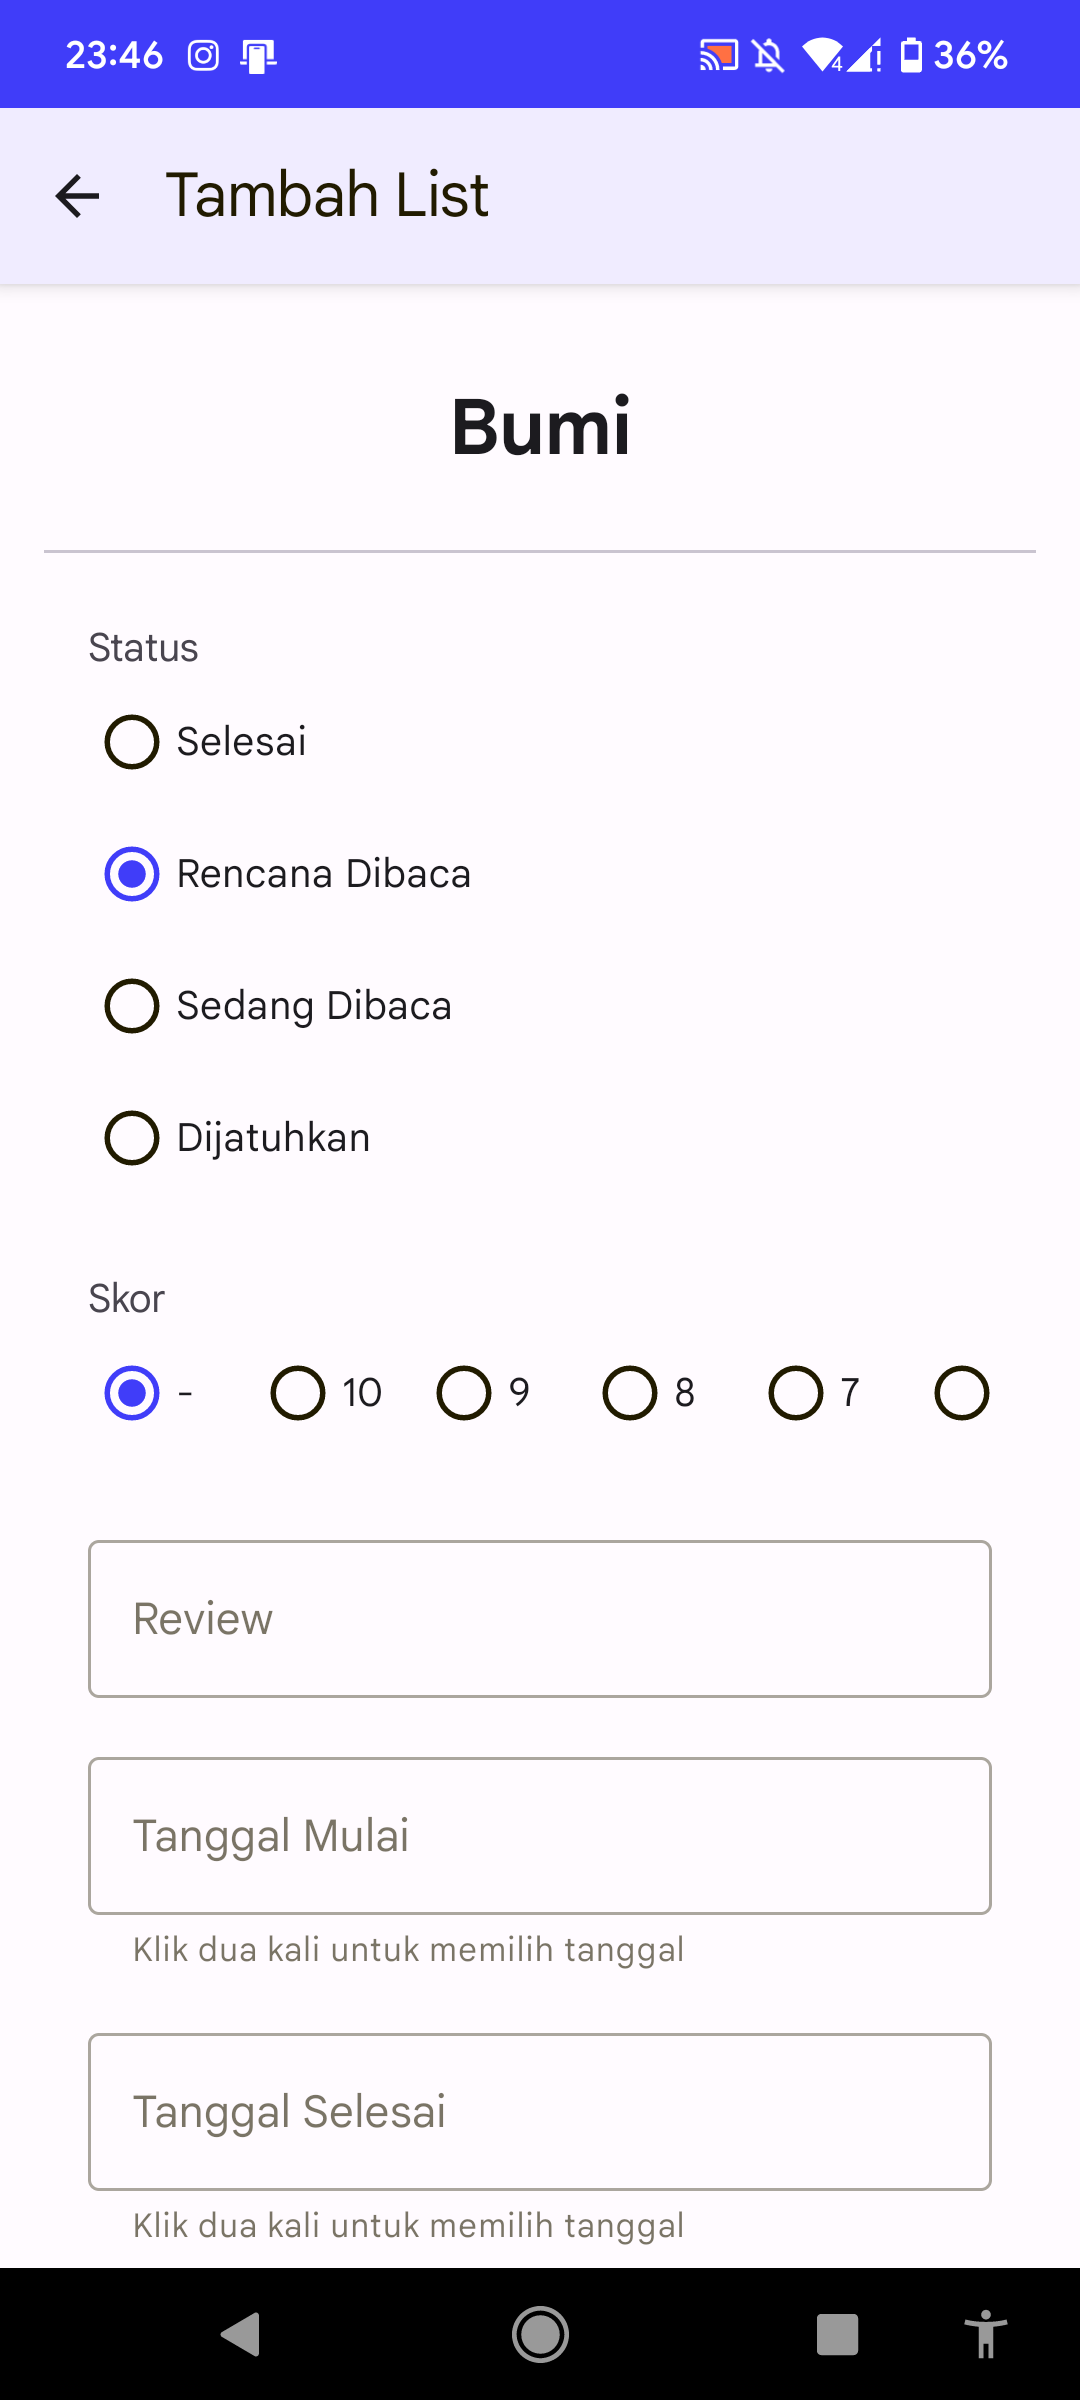 23:46 4 36%
Tambah List
Bumi
Status
Selesai
Rencana Dibaca
Sedang Dibaca
Dijatuhkan
Skor
- 10 9 8 7
Review
Tanggal Mulai
Klik dua kali untuk memilih tanggal
Tanggal Selesai
Klik dua kali untuk memilih tanggal